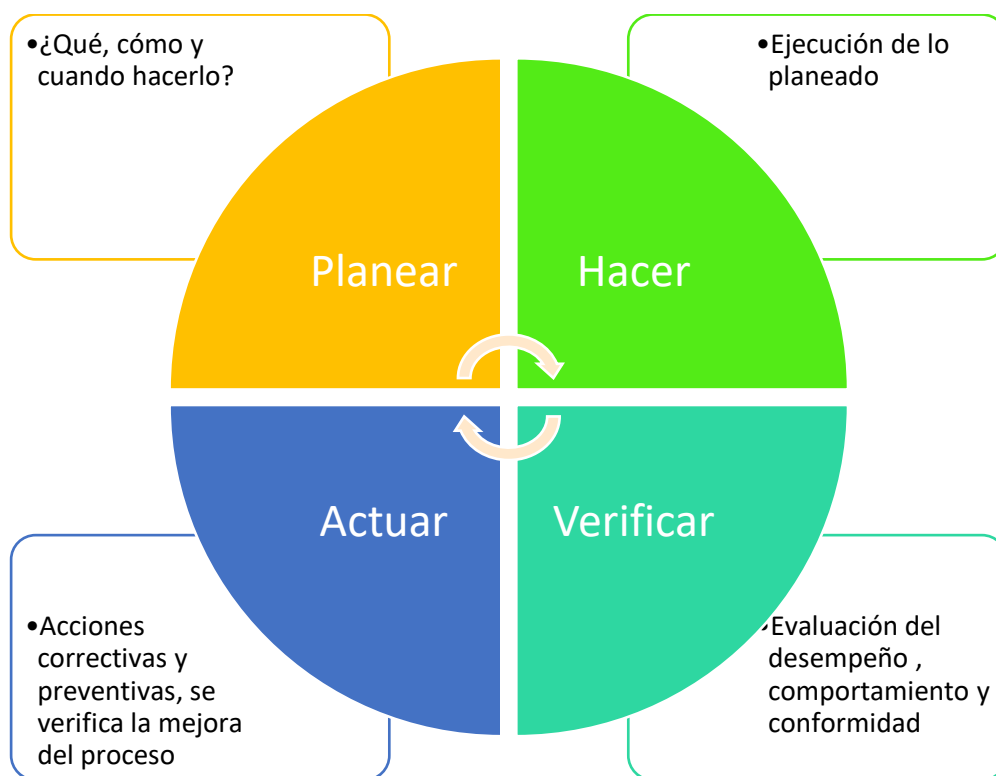 •¿Qué, cómo y
cuando hacerlo?
•Ejecución de lo
planeado
Planear
Hacer
Actuar
Verificar
•Acciones
correctivas y
preventivas, se
verifica la mejora
del proceso
•Evaluación del
desempeño ,
comportamiento y
conformidad